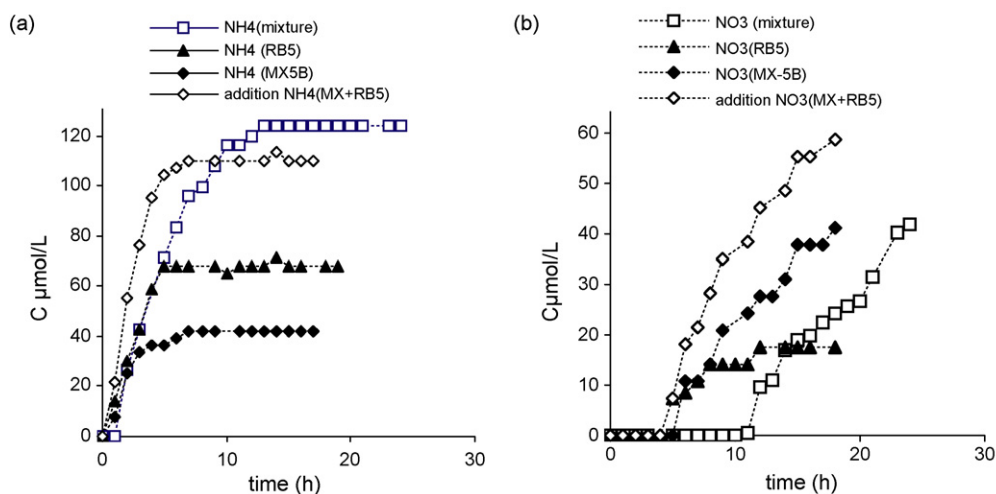 (a)
NH4(mixture)
NH4 (RB5)
NH4 (MX5B)
addition NH4(MX+RB5)
C µmol/L
120
100
80
60
40
20
0
0 10 20 30
time (h)
(b)
NO3 (mixture)
NO3(RB5)
NO3(MX-5B)
addition NO3(MX+RB5)
Cµmol/L
60
50
40
30
20
10
0
0 10 20 30
time (h)